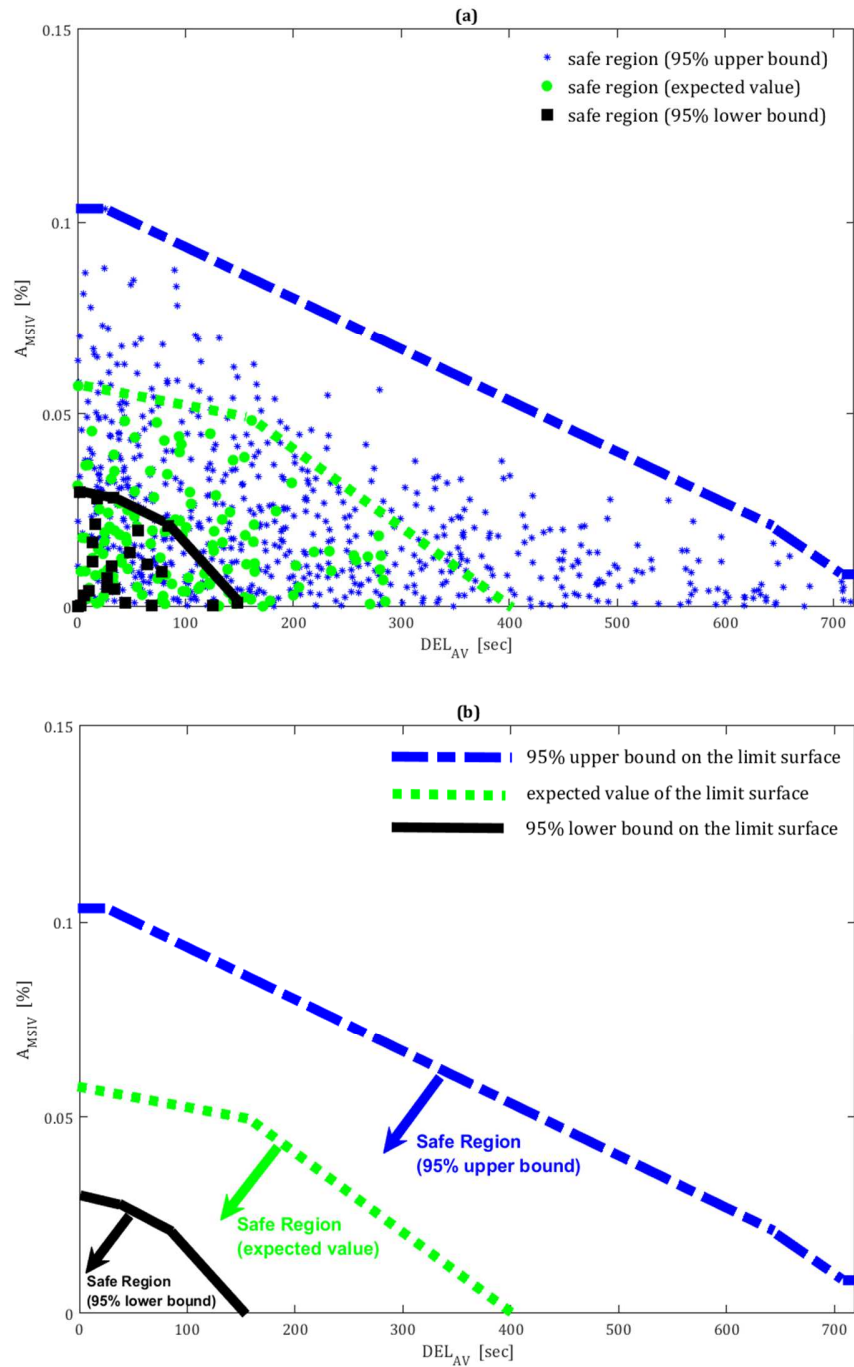 (a)
0.15
safe region (95% upper bound)
safe region (expected value)
safe region (95% lower bound)
0.1
A_MSIV [%]
0.05
0
0 100 200 300 400 500 600 700
DEL_AV [sec]
(b)
0.15
95% upper bound on the limit surface
expected value of the limit surface
95% lower bound on the limit surface
0.1
A_MSIV [%]
0.05
Safe Region
(95% upper bound)
Safe Region
(expected value)
Safe Region
(95% lower bound)
0
0 100 200 300 400 500 600 700
DEL_AV [sec]